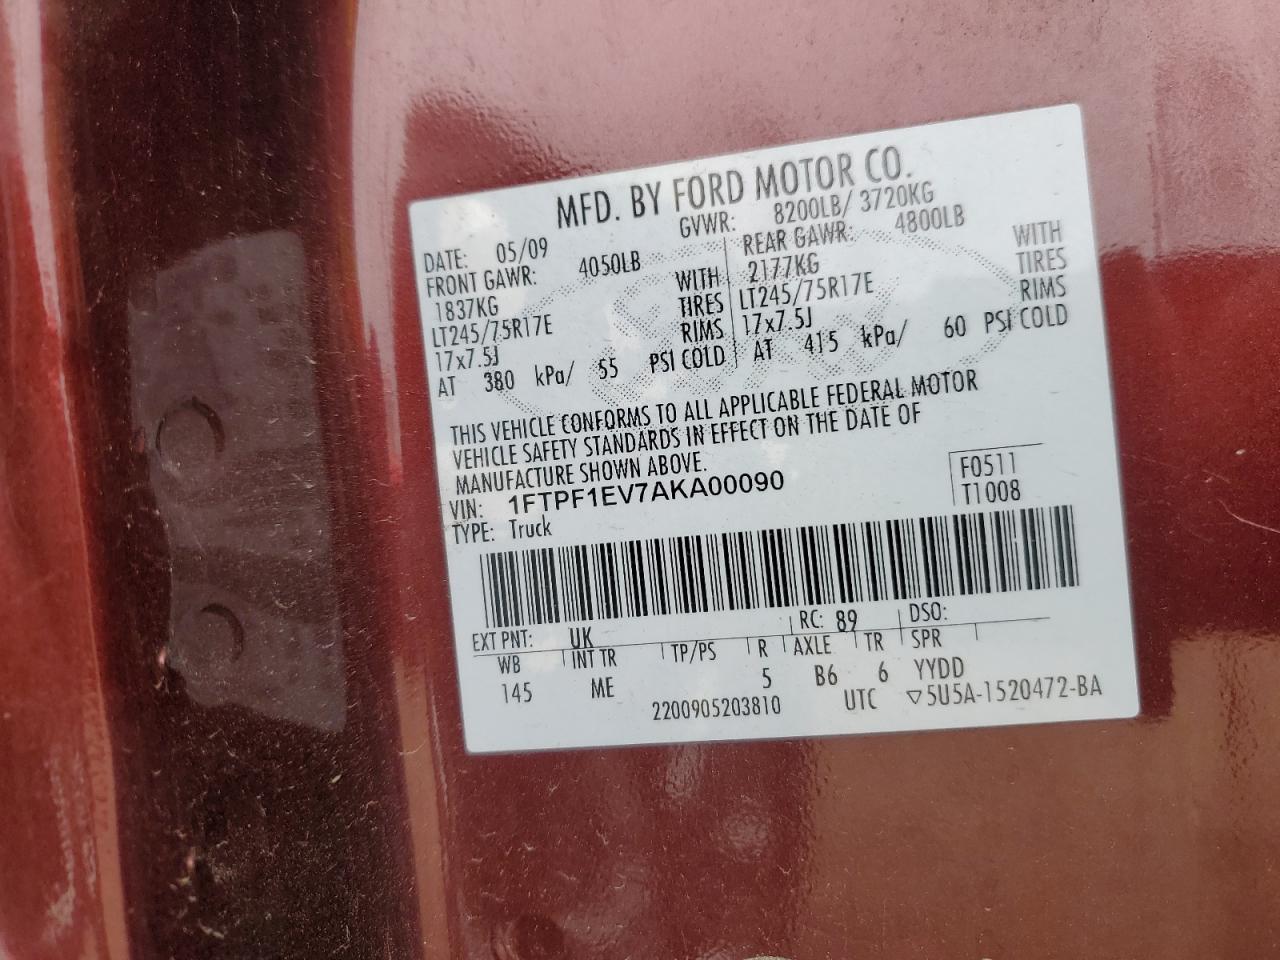 MFD. BY FORD MOTOR CO.
DATE: 05/09 GVWR: 8200LB/ 3720KG
FRONT GAWR: 4050LB REAR GAWR: 4800LB
1837KG WITH 2177KG WITH
LT245/75R17E TIRES LT245/75R17E TIRES
17x7.5J RIMS 17x7.5J RIMS
AT 380 kPa/ 55 PSI COLD AT 415 kPa/ 60 PSI COLD
THIS VEHICLE CONFORMS TO ALL APPLICABLE FEDERAL MOTOR
VEHICLE SAFETY STANDARDS IN EFFECT ON THE DATE OF
MANUFACTURE SHOWN ABOVE.
VIN: 1FTPF1EV7AKA00090 F0511
TYPE: Truck T1008
EXT PNT: UK RC: 89 DSO:
WB INT TR TP/PS R AXLE TR SPR
145 ME 5 B6 6 YYDD
2200905203810 UTC ▽5U5A-1520472-BA